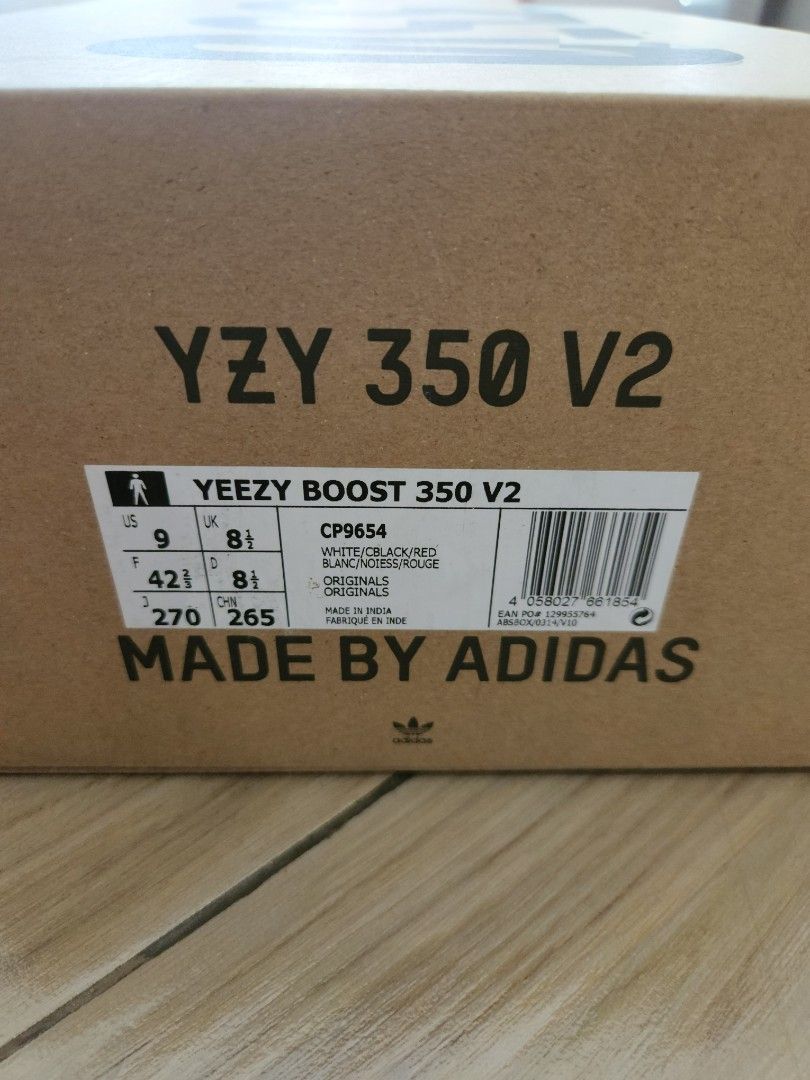 YZY 350 V2
YEEZY BOOST 350 V2
US 9 UK 8½
F 42⅔ D 8½
J 270 CHN 265
CP9654
WHITE/CBLACK/RED
BLANC/NOIESS/ROUGE
ORIGINALS
ORIGINALS
MADE IN INDIA
FABRIQUÉ EN INDE
4 058027 661854
EAN PO# 129955764
ABSBOX/0314/V10
MADE BY ADIDAS
adidas